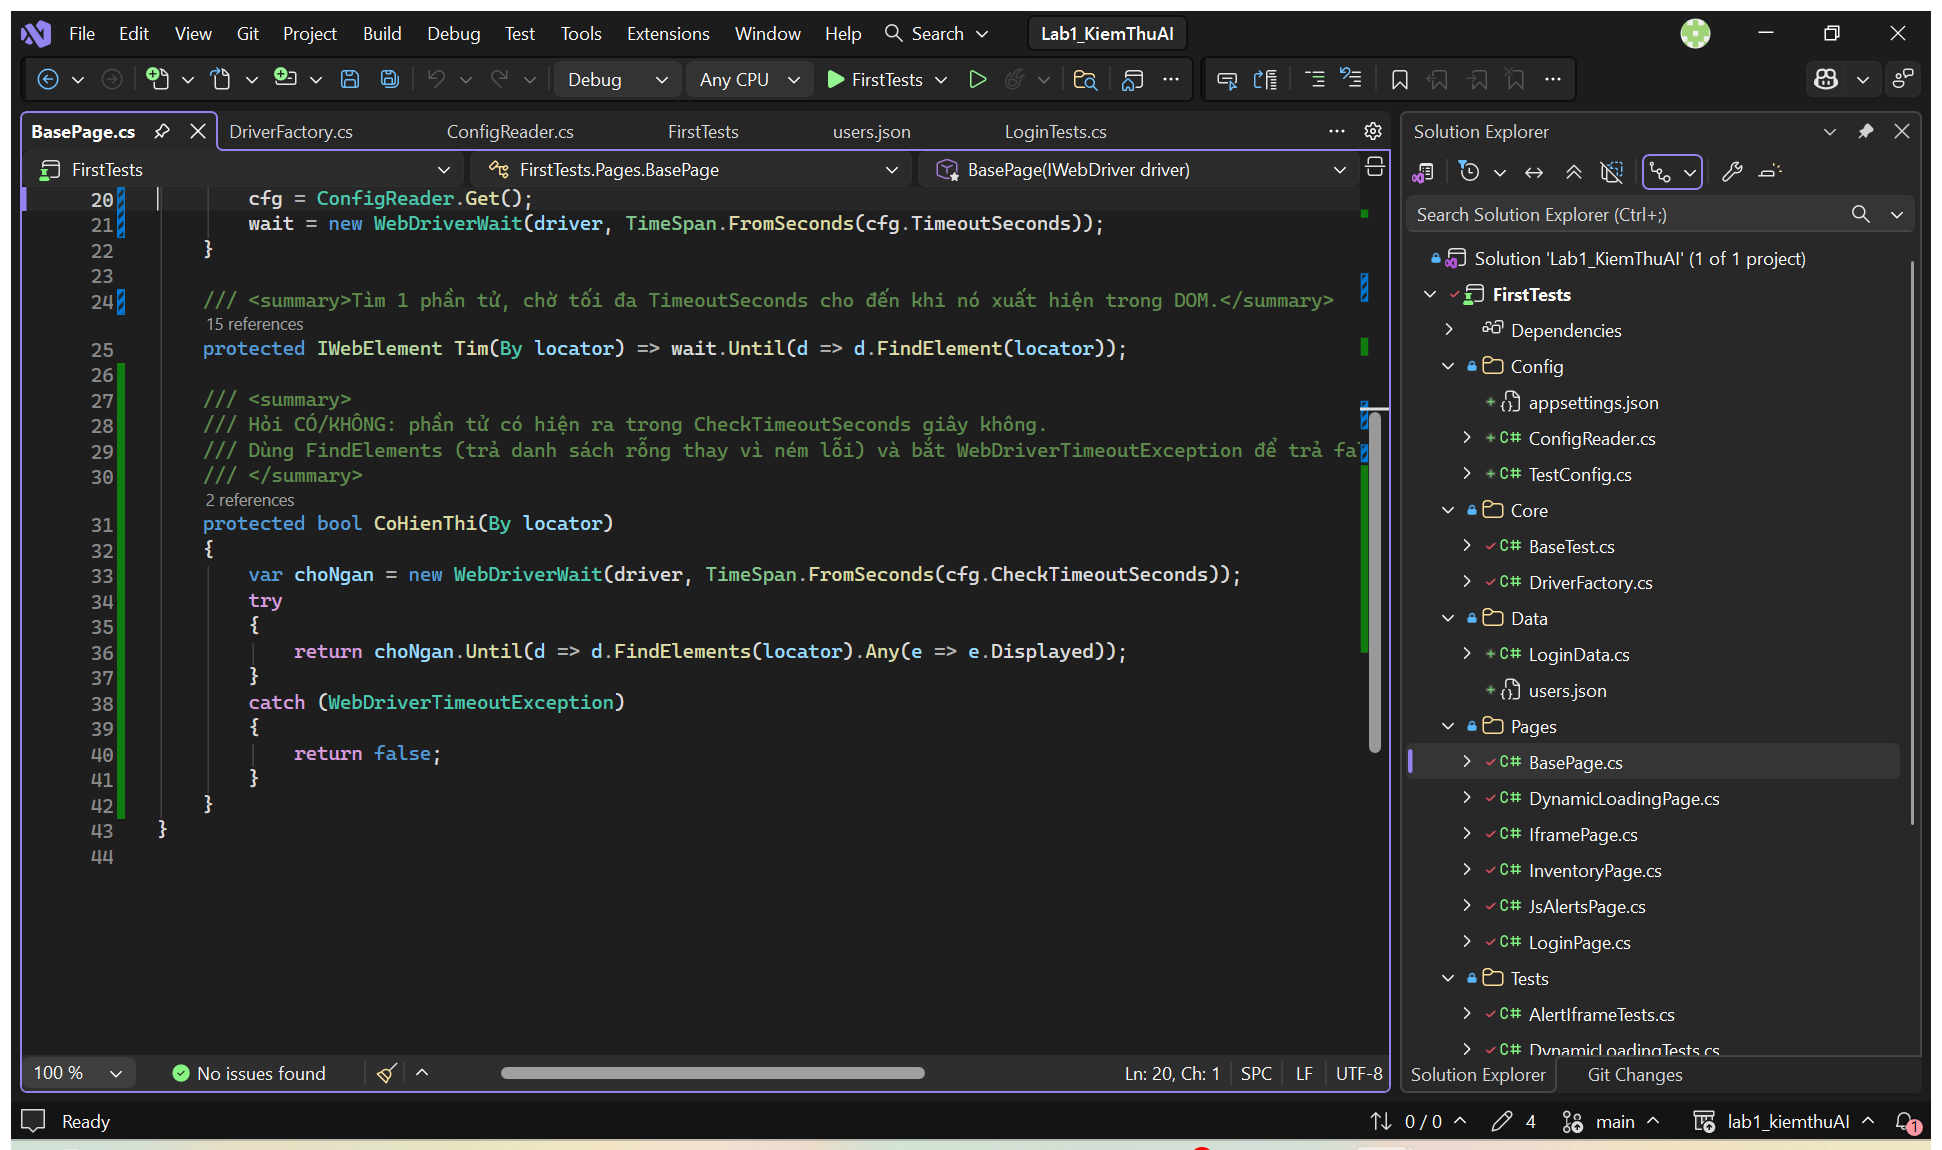 File Edit View Git Project Build Debug Test Tools Extensions Window Help Search Lab1_KiemThuAI
Debug Any CPU FirstTests
BasePage.cs DriverFactory.cs ConfigReader.cs FirstTests users.json LoginTests.cs
FirstTests FirstTests.Pages.BasePage BasePage(IWebDriver driver)
20 cfg = ConfigReader.Get();
21 wait = new WebDriverWait(driver, TimeSpan.FromSeconds(cfg.TimeoutSeconds));
22 }
23
24 /// <summary>Tìm 1 phần tử, chờ tối đa TimeoutSeconds cho đến khi nó xuất hiện trong DOM.</summary>
15 references
25 protected IWebElement Tim(By locator) => wait.Until(d => d.FindElement(locator));
26
27 /// <summary>
28 /// Hỏi CÓ/KHÔNG: phần tử có hiện ra trong CheckTimeoutSeconds giây không.
29 /// Dùng FindElements (trả danh sách rỗng thay vì ném lỗi) và bắt WebDriverTimeoutException để trả fa
30 /// </summary>
2 references
31 protected bool CoHienThi(By locator)
32 {
33 var choNgan = new WebDriverWait(driver, TimeSpan.FromSeconds(cfg.CheckTimeoutSeconds));
34 try
35 {
36 return choNgan.Until(d => d.FindElements(locator).Any(e => e.Displayed));
37 }
38 catch (WebDriverTimeoutException)
39 {
40 return false;
41 }
42 }
43 }
44
100 % No issues found Ln: 20, Ch: 1 SPC LF UTF-8
Solution Explorer
Search Solution Explorer (Ctrl+;)
Solution 'Lab1_KiemThuAI' (1 of 1 project)
FirstTests
Dependencies
Config
appsettings.json
C# ConfigReader.cs
C# TestConfig.cs
Core
C# BaseTest.cs
C# DriverFactory.cs
Data
C# LoginData.cs
users.json
Pages
C# BasePage.cs
C# DynamicLoadingPage.cs
C# IframePage.cs
C# InventoryPage.cs
C# JsAlertsPage.cs
C# LoginPage.cs
Tests
C# AlertIframeTests.cs
C# DynamicLoadingTests.cs
Solution Explorer Git Changes
Ready 0 / 0 4 main lab1_kiemthuAI 1